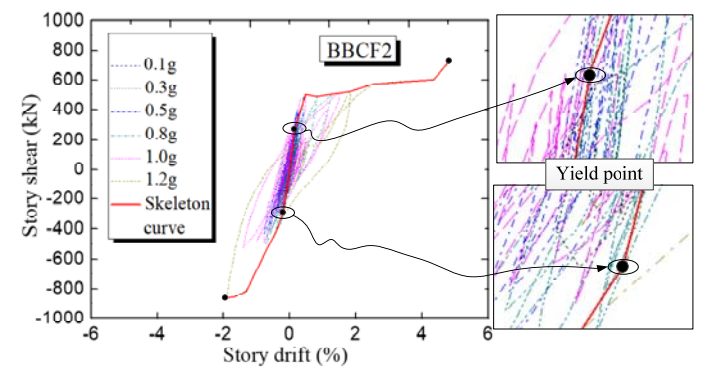 1000
800
600
400
200
0
-200
-400
-600
-800
-1000
Story shear (kN)
BBCF2
0.1g
0.3g
0.5g
0.8g
1.0g
1.2g
Skeleton
curve
Yield point
-6 -4 -2 0 2 4 6
Story drift (%)